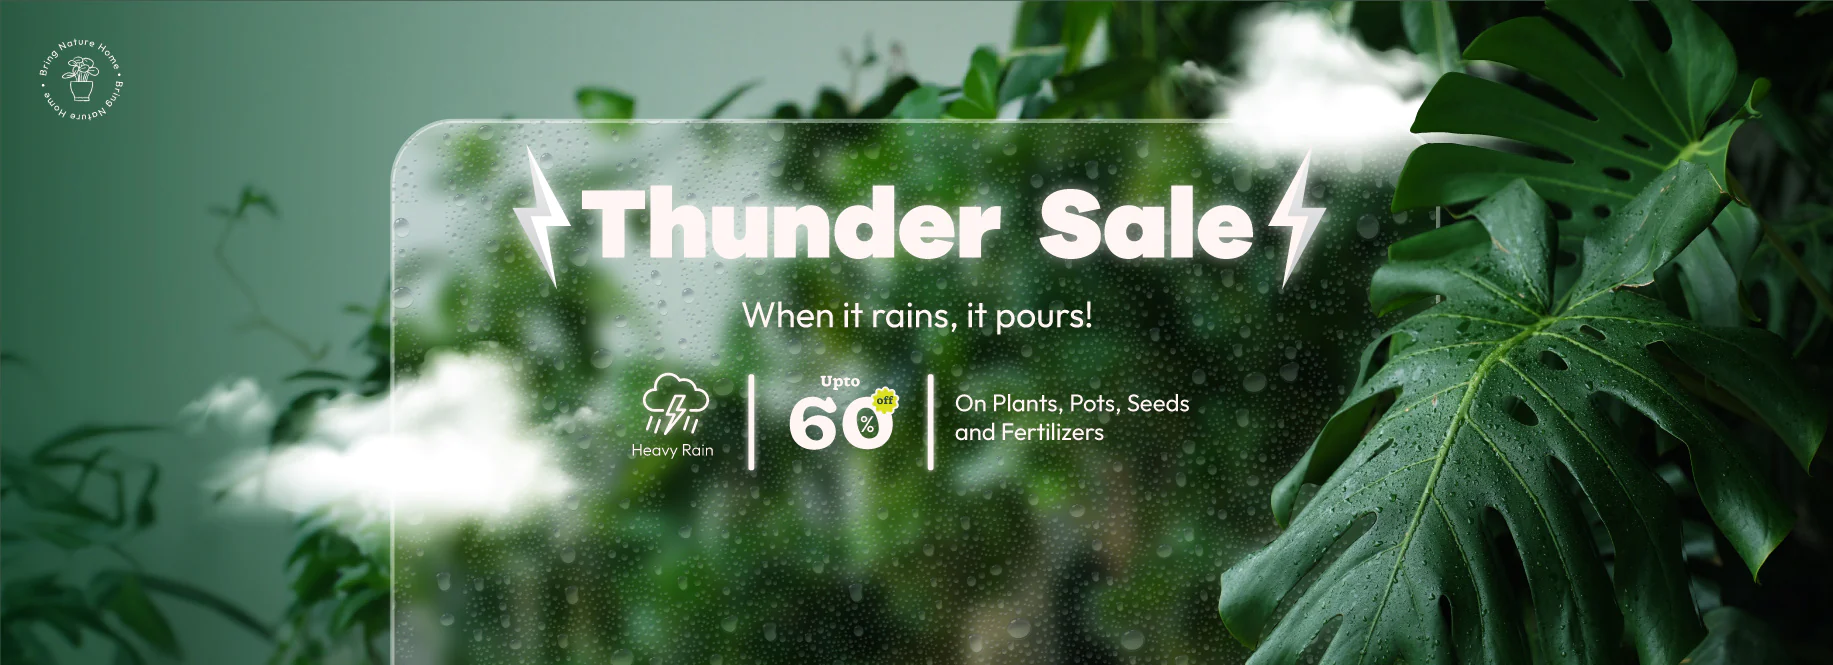 Bring Nature Home • Bring Nature Home •
Thunder Sale
When it rains, it pours!
Heavy Rain
Upto
60% off
On Plants, Pots, Seeds
and Fertilizers